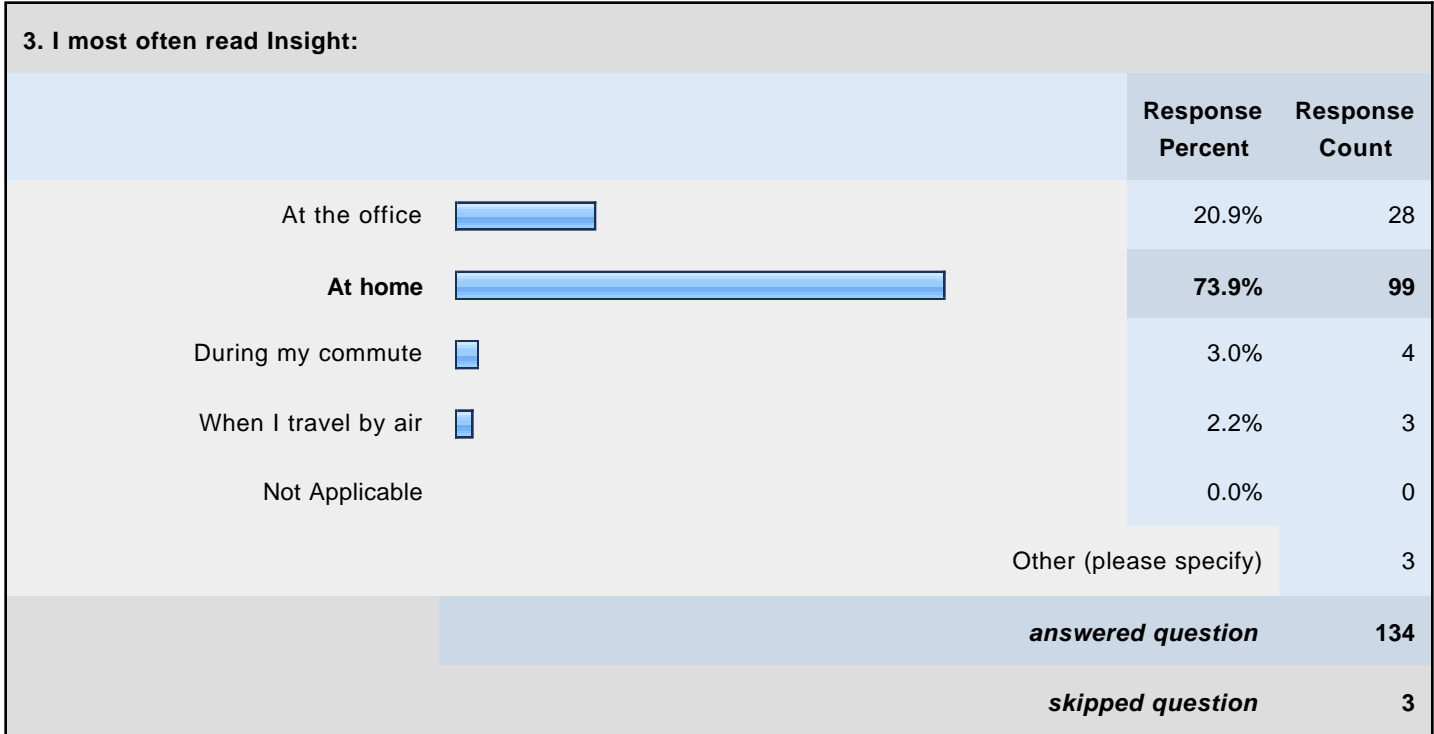 3. I most often read Insight:
Response Percent Response Count
At the office 20.9% 28
At home 73.9% 99
During my commute 3.0% 4
When I travel by air 2.2% 3
Not Applicable 0.0% 0
Other (please specify) 3
answered question 134
skipped question 3